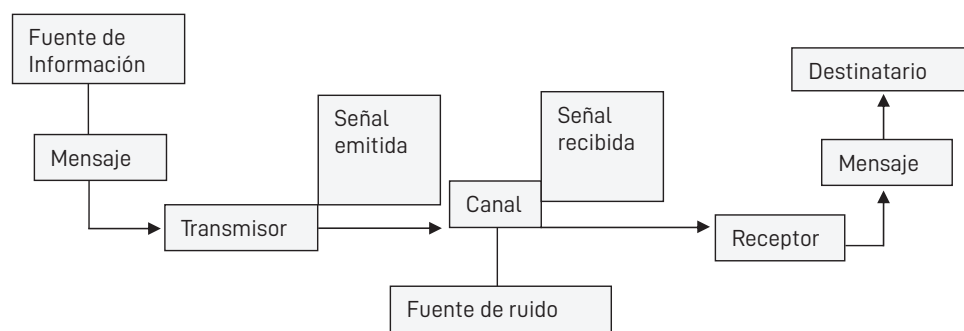 Fuente de
Información
Mensaje
Transmisor
Señal
emitida
Canal
Señal
recibida
Fuente de ruido
Receptor
Mensaje
Destinatario